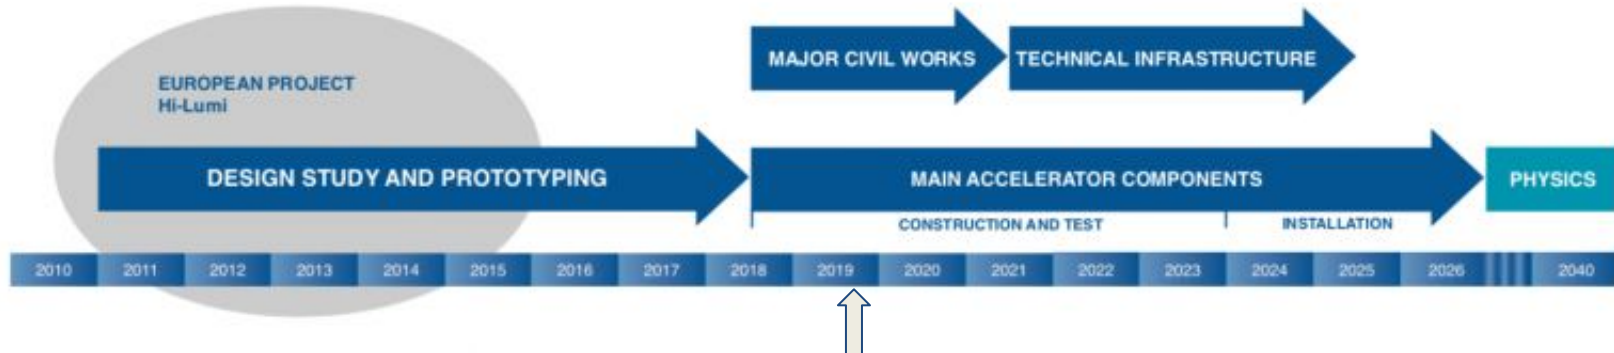 MAJOR CIVIL WORKS TECHNICAL INFRASTRUCTURE
EUROPEAN PROJECT
Hi-Lumi
DESIGN STUDY AND PROTOTYPING MAIN ACCELERATOR COMPONENTS PHYSICS
CONSTRUCTION AND TEST INSTALLATION
2010 2011 2012 2013 2014 2015 2016 2017 2018 2019 2020 2021 2022 2023 2024 2025 2026 2040